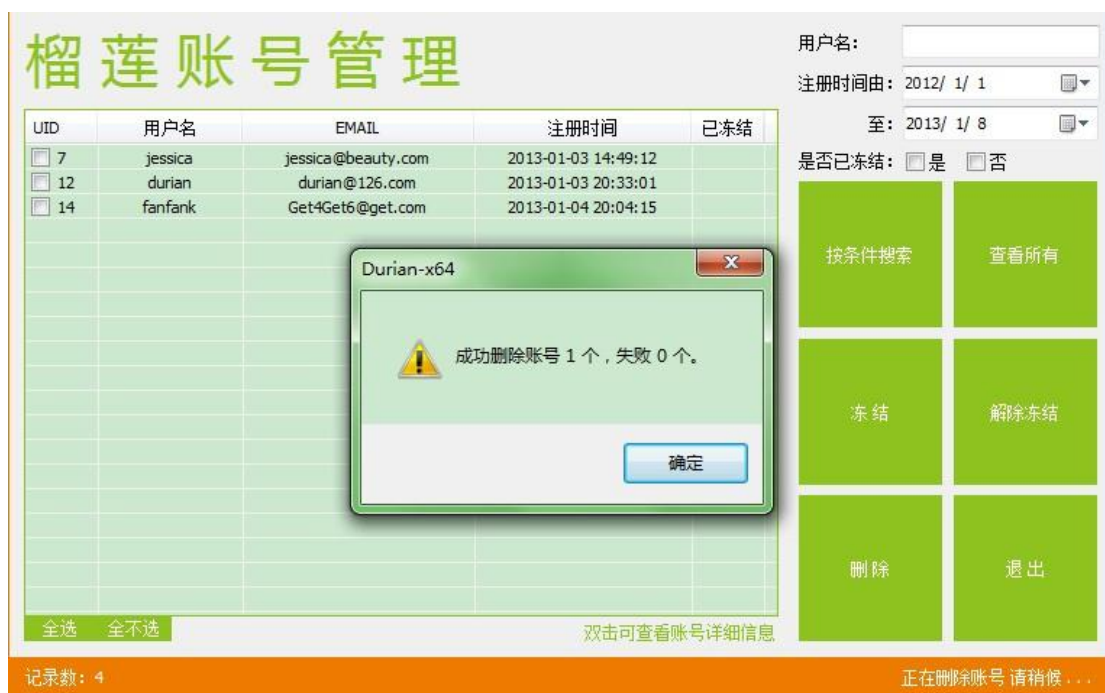 榴莲账号管理
用户名：
注册时间由： 2012/ 1/ 1
至： 2013/ 1/ 8
是否已冻结： 是 否
UID 用户名 EMAIL 注册时间 已冻结
7 jessica jessica@beauty.com 2013-01-03 14:49:12
12 durian durian@126.com 2013-01-03 20:33:01
14 fanfank Get4Get6@get.com 2013-01-04 20:04:15
Durian-x64
成功删除账号 1 个，失败 0 个。
确定
按条件搜索 查看所有
冻 结 解除冻结
删 除 退 出
全选 全不选 双击可查看账号详细信息
记录数：4 正在删除账号 请稍候 . . .